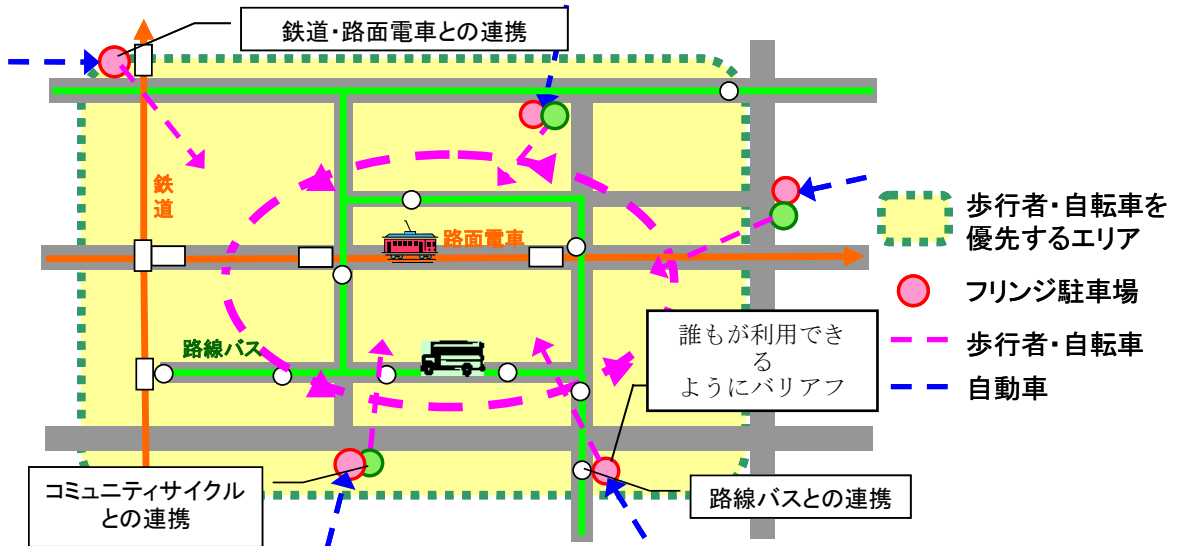 鉄道・路面電車との連携
鉄
道
路面電車
路線バス
誰もが利用でき
る
ようにバリアフ
コミュニティサイクル
との連携
路線バスとの連携
歩行者・自転車を
優先するエリア
フリンジ駐車場
歩行者・自転車
自動車